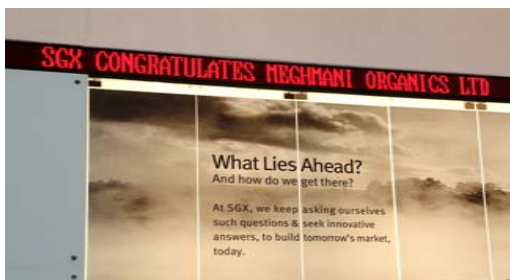 SGX CONGRATULATES MEGHMANI ORGANICS LTD
What Lies Ahead?
And how do we get there?
At SGX, we keep asking ourselves
such questions & seek innovative
answers, to build tomorrow's market,
today.